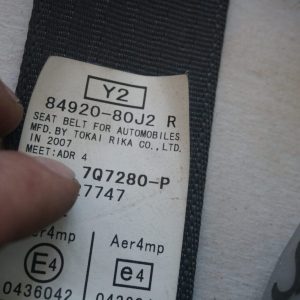 Y2
84920-80J2 R
SEAT BELT FOR AUTOMOBILES
MFD. BY TOKAI RIKA CO., LTD.
IN 2007
MEET: ADR 4
7Q7280-P
7747
Aer4mp Aer4mp
E4 e4
0436042